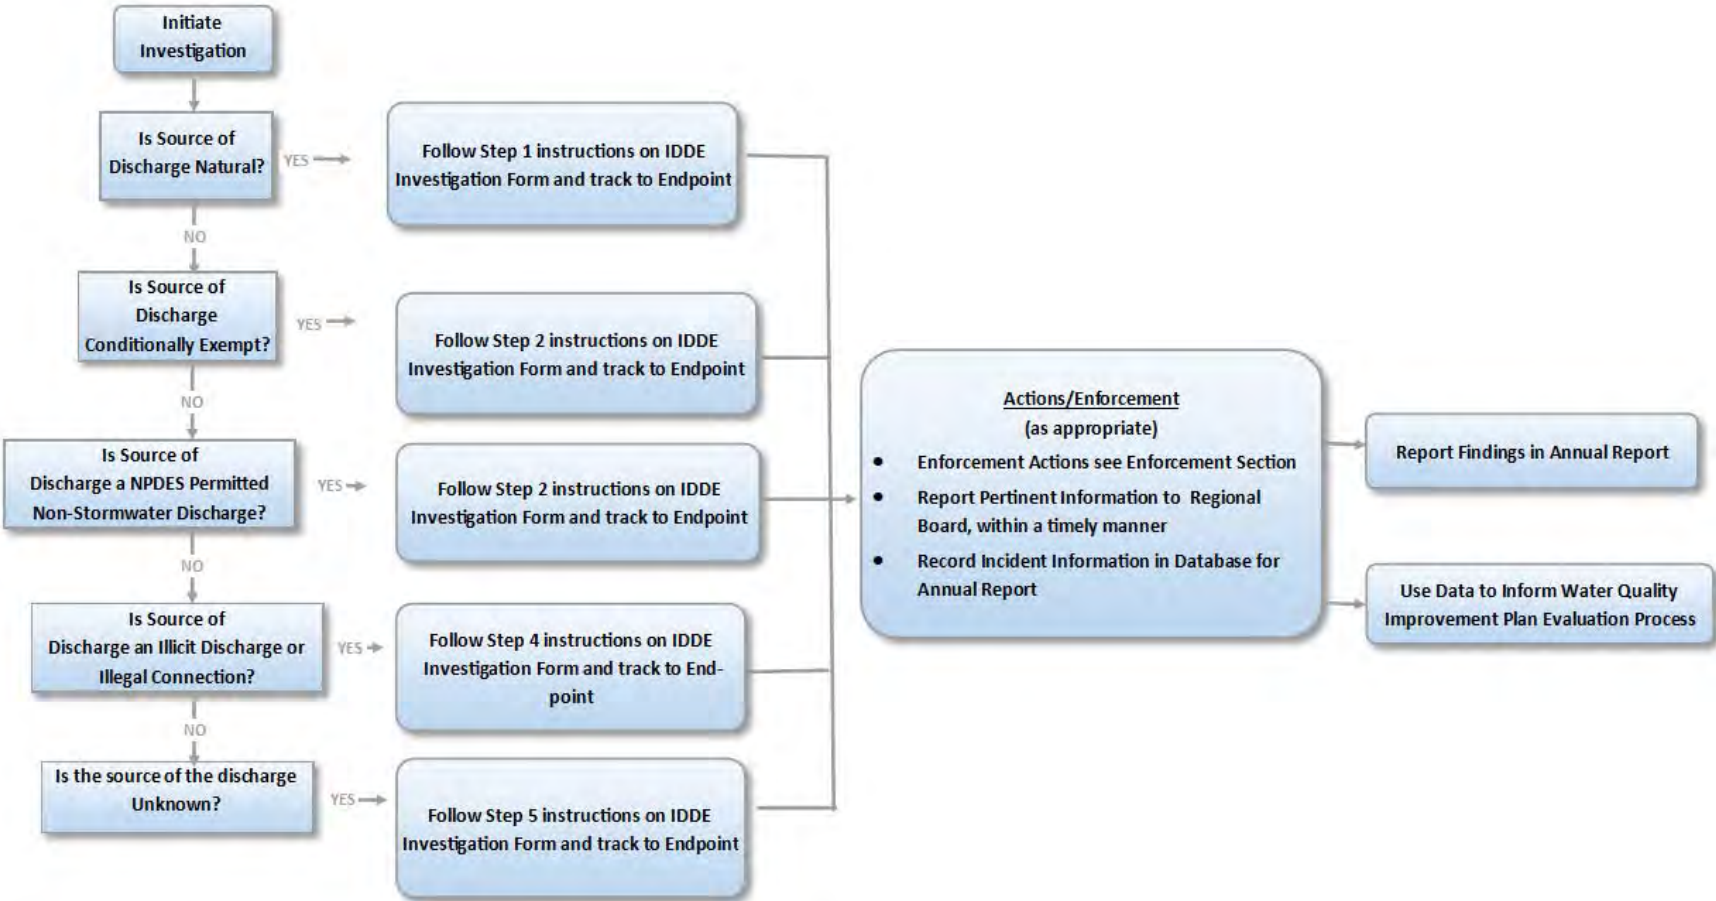 Initiate
Investigation
Is Source of
Discharge Natural?
YES
Follow Step 1 instructions on IDDE
Investigation Form and track to Endpoint
NO
Is Source of
Discharge
Conditionally Exempt?
YES
Follow Step 2 instructions on IDDE
Investigation Form and track to Endpoint
NO
Is Source of
Discharge a NPDES Permitted
Non-Stormwater Discharge?
YES
Follow Step 2 instructions on IDDE
Investigation Form and track to Endpoint
NO
Is Source of
Discharge an Illicit Discharge or
Illegal Connection?
YES
Follow Step 4 instructions on IDDE
Investigation Form and track to End-
point
NO
Is the source of the discharge
Unknown?
YES
Follow Step 5 instructions on IDDE
Investigation Form and track to Endpoint
Actions/Enforcement
(as appropriate)
• Enforcement Actions see Enforcement Section
• Report Pertinent Information to Regional
Board, within a timely manner
• Record Incident Information in Database for
Annual Report
Report Findings in Annual Report
Use Data to Inform Water Quality
Improvement Plan Evaluation Process